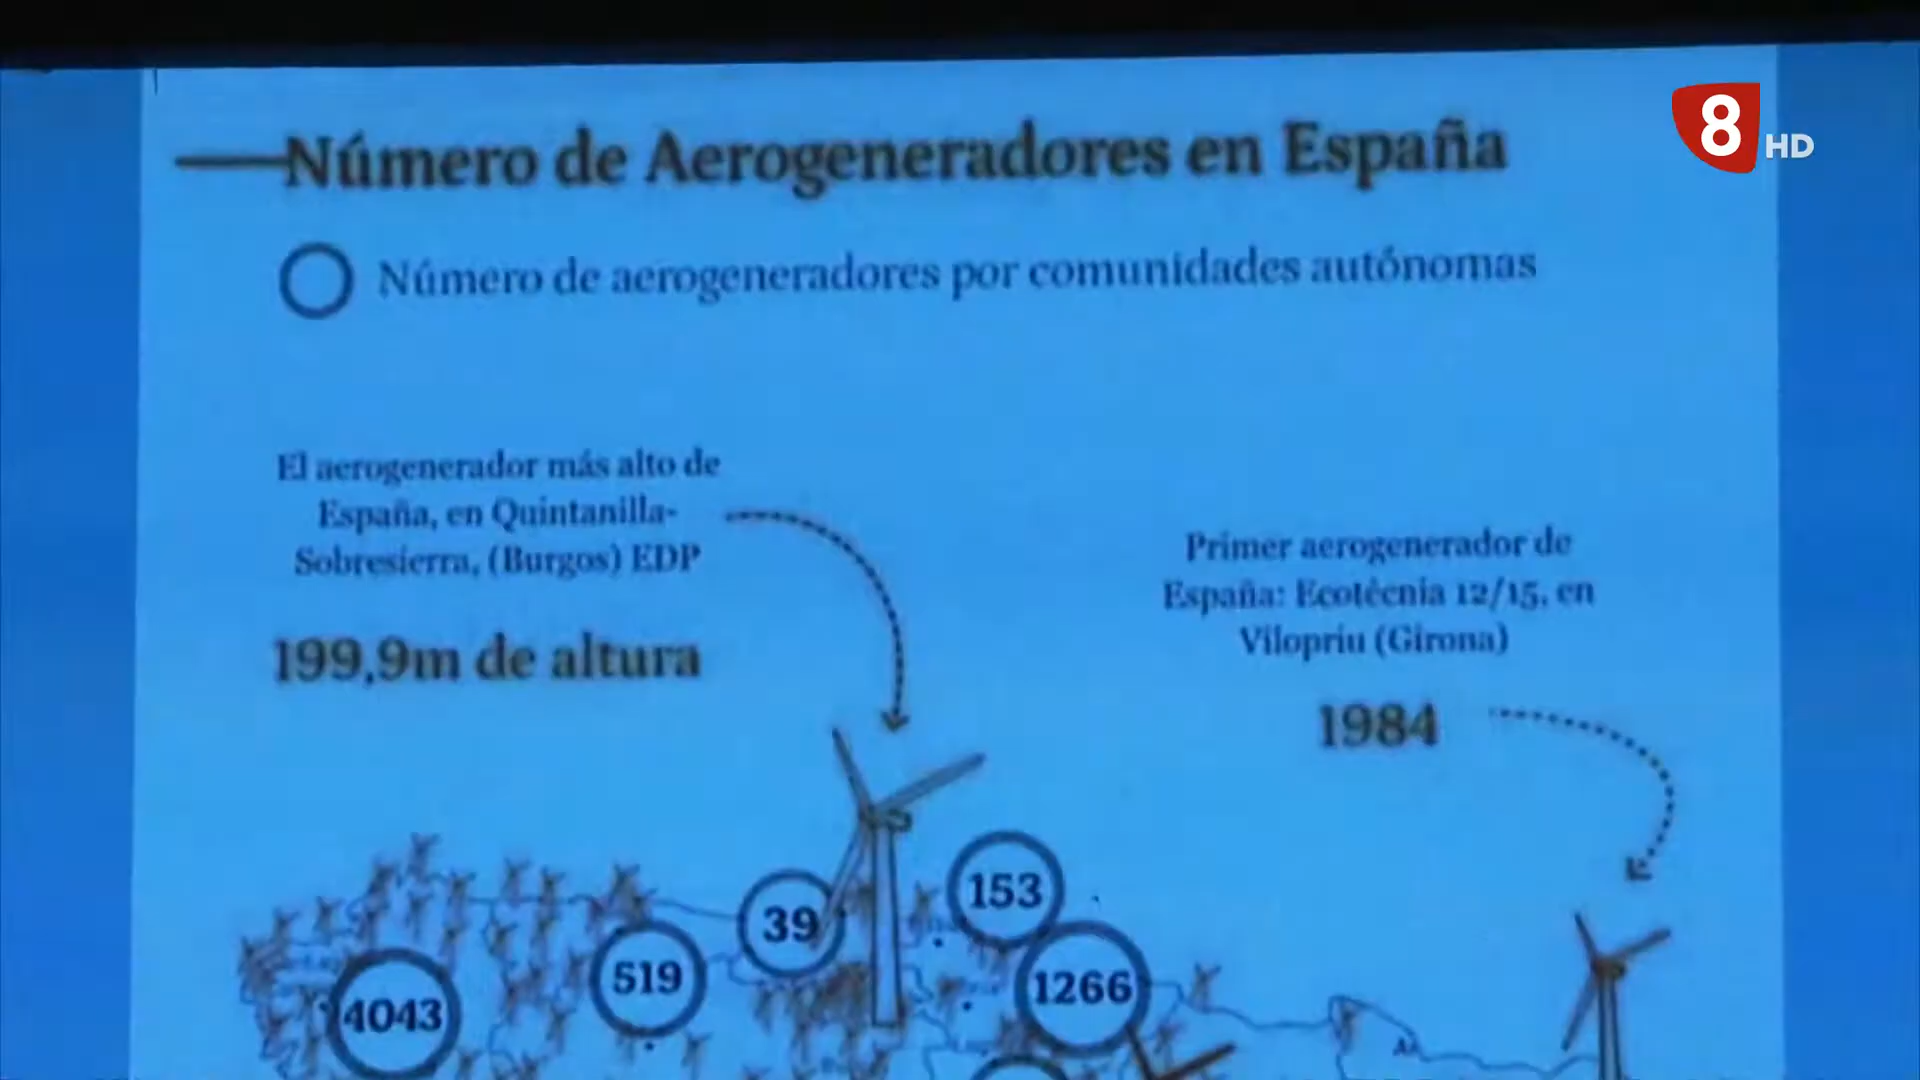 Número de Aerogeneradores en España
8 HD
Número de aerogeneradores por comunidades autónomas
El aerogenerador más alto de
España, en Quintanilla-
Sobresierra, (Burgos) EDP
199,9m de altura
Primer aerogenerador de
España: Ecotècnia 12/15, en
Vilopriu (Girona)
1984
153
39
519
1266
4043